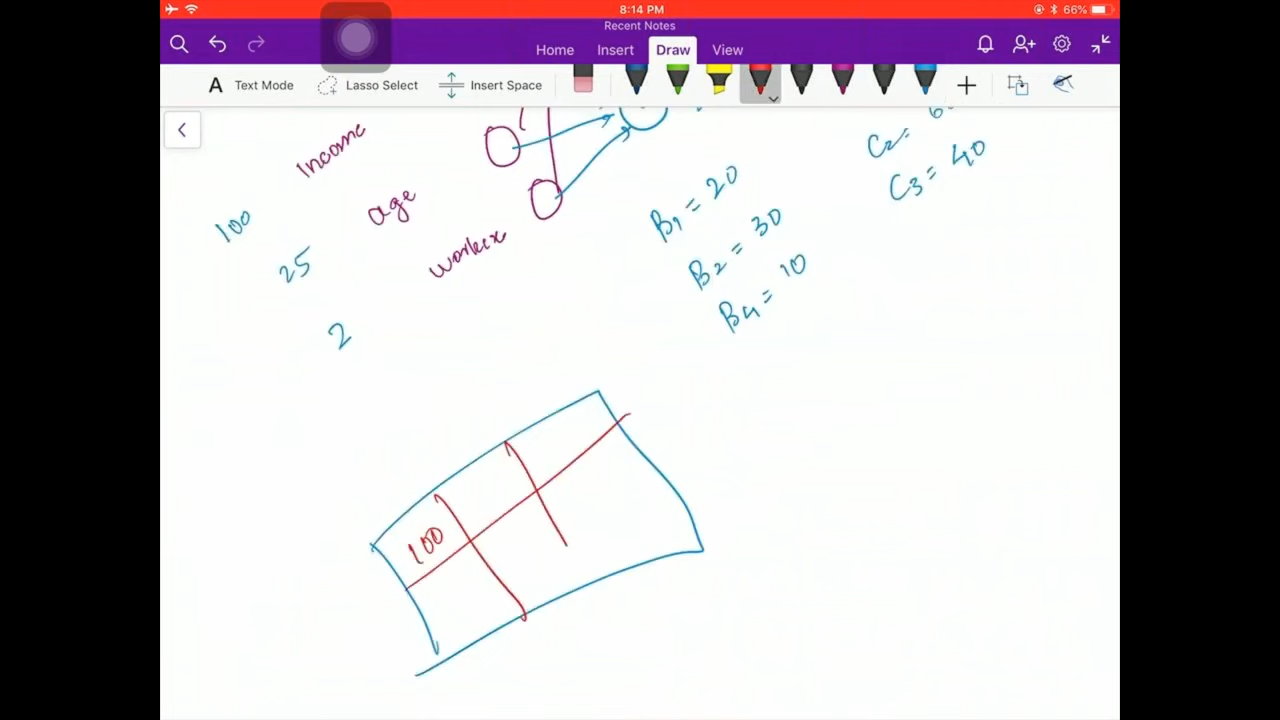 8:14 PM
66%
Recent Notes
Home Insert Draw View
A Text Mode Lasso Select Insert Space
Income
age
workex
100
25
2
B1 = 20
B2 = 30
B4 = 10
C2 =
C3 = 40
100